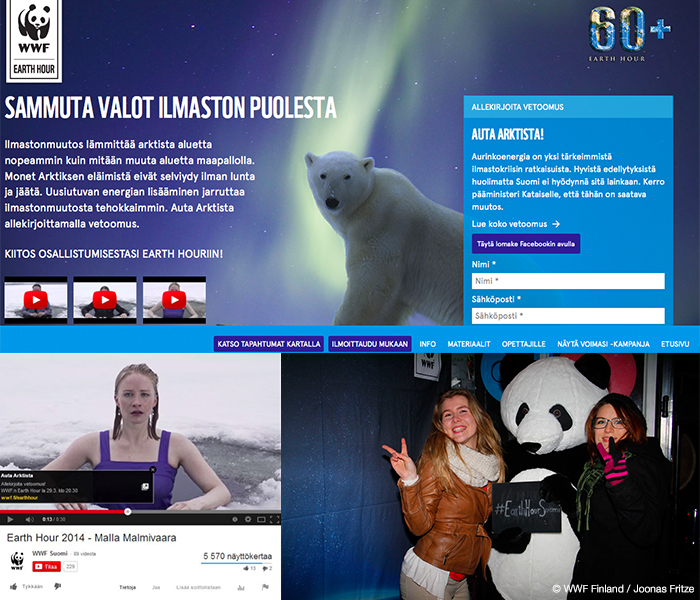 WWF
EARTH HOUR
60+
EARTH HOUR
SAMMUTA VALOT ILMASTON PUOLESTA
Ilmastonmuutos lämmittää arktista aluetta
nopeammin kuin mitään muuta aluetta maapallolla.
Monet Arktiksen eläimistä eivät selviydy ilman lunta
ja jäätä. Uusiutuvan energian lisääminen jarruttaa
ilmastonmuutosta tehokkaimmin. Auta Arktista
allekirjoittamalla vetoomus.
KIITOS OSALLISTUMISESTASI EARTH HOURIIN!
ALLEKIRJOITA VETOOMUS
AUTA ARKTISTA!
Aurinkoenergia on yksi tärkeimmistä
ilmastokriisin ratkaisuista. Hyvistä edellytyksistä
huolimatta Suomi ei hyödynnä sitä lainkaan. Kerro
pääministeri Kataiselle, että tähän on saatava
muutos.
Lue koko vetoomus →
Täytä lomake Facebookin avulla
Nimi *
Nimi *
Sähköposti *
Sähköposti *
KATSO TAPAHTUMAT KARTALLA
ILMOITTAUDU MUKAAN
INFO
MATERIAALIT
OPETTAJILLE
NÄYTÄ VOIMASI -KAMPANJA
ETUSIVU
Auta Arktista
Allekirjoita vetoomus!
WWF:n Earth Hour la 29.3. klo 20.30
wwf.fi/earthhour
0:13 / 0:30
Earth Hour 2014 - Malla Malmivaara
WWF Suomi · 89 videota
Tilaa
229
5 570 näyttökertaa
15
2
Tykkään
Tietoja
Jaa
Lisää soittolistaan
WWF
#EarthHourSuomi
© WWF Finland / Joonas Fritze